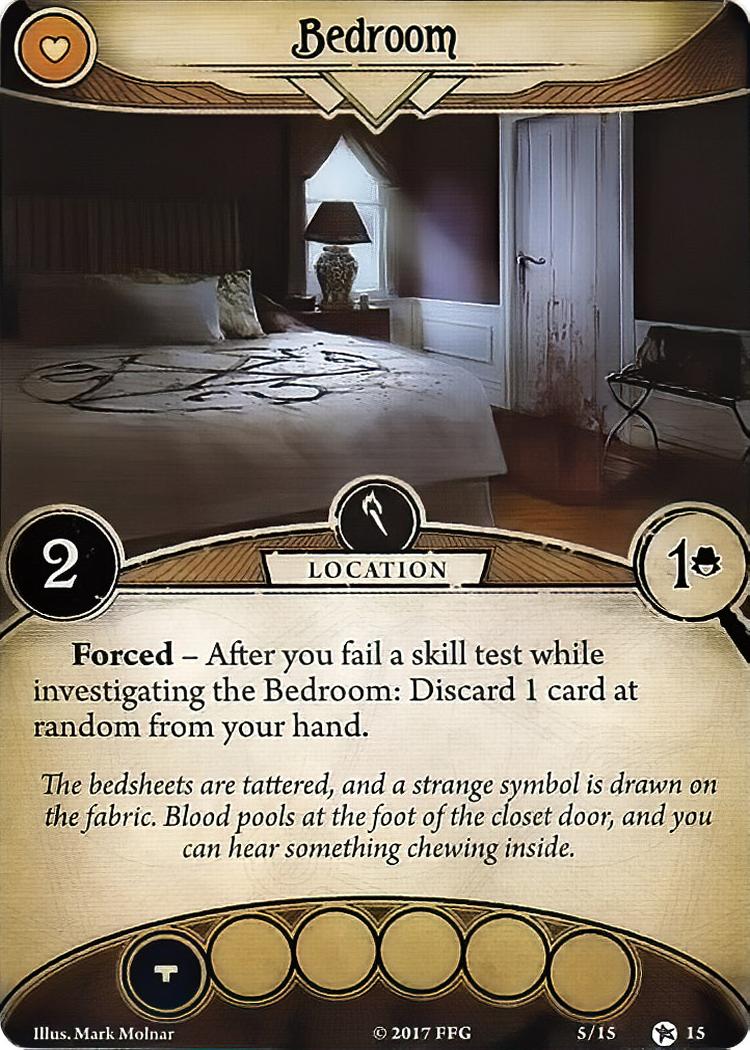 Bedroom
2
LOCATION
1
Forced – After you fail a skill test while
investigating the Bedroom: Discard 1 card at
random from your hand.
The bedsheets are tattered, and a strange symbol is drawn on
the fabric. Blood pools at the foot of the closet door, and you
can hear something chewing inside.
Illus. Mark Molnar
© 2017 FFG
5/15
15